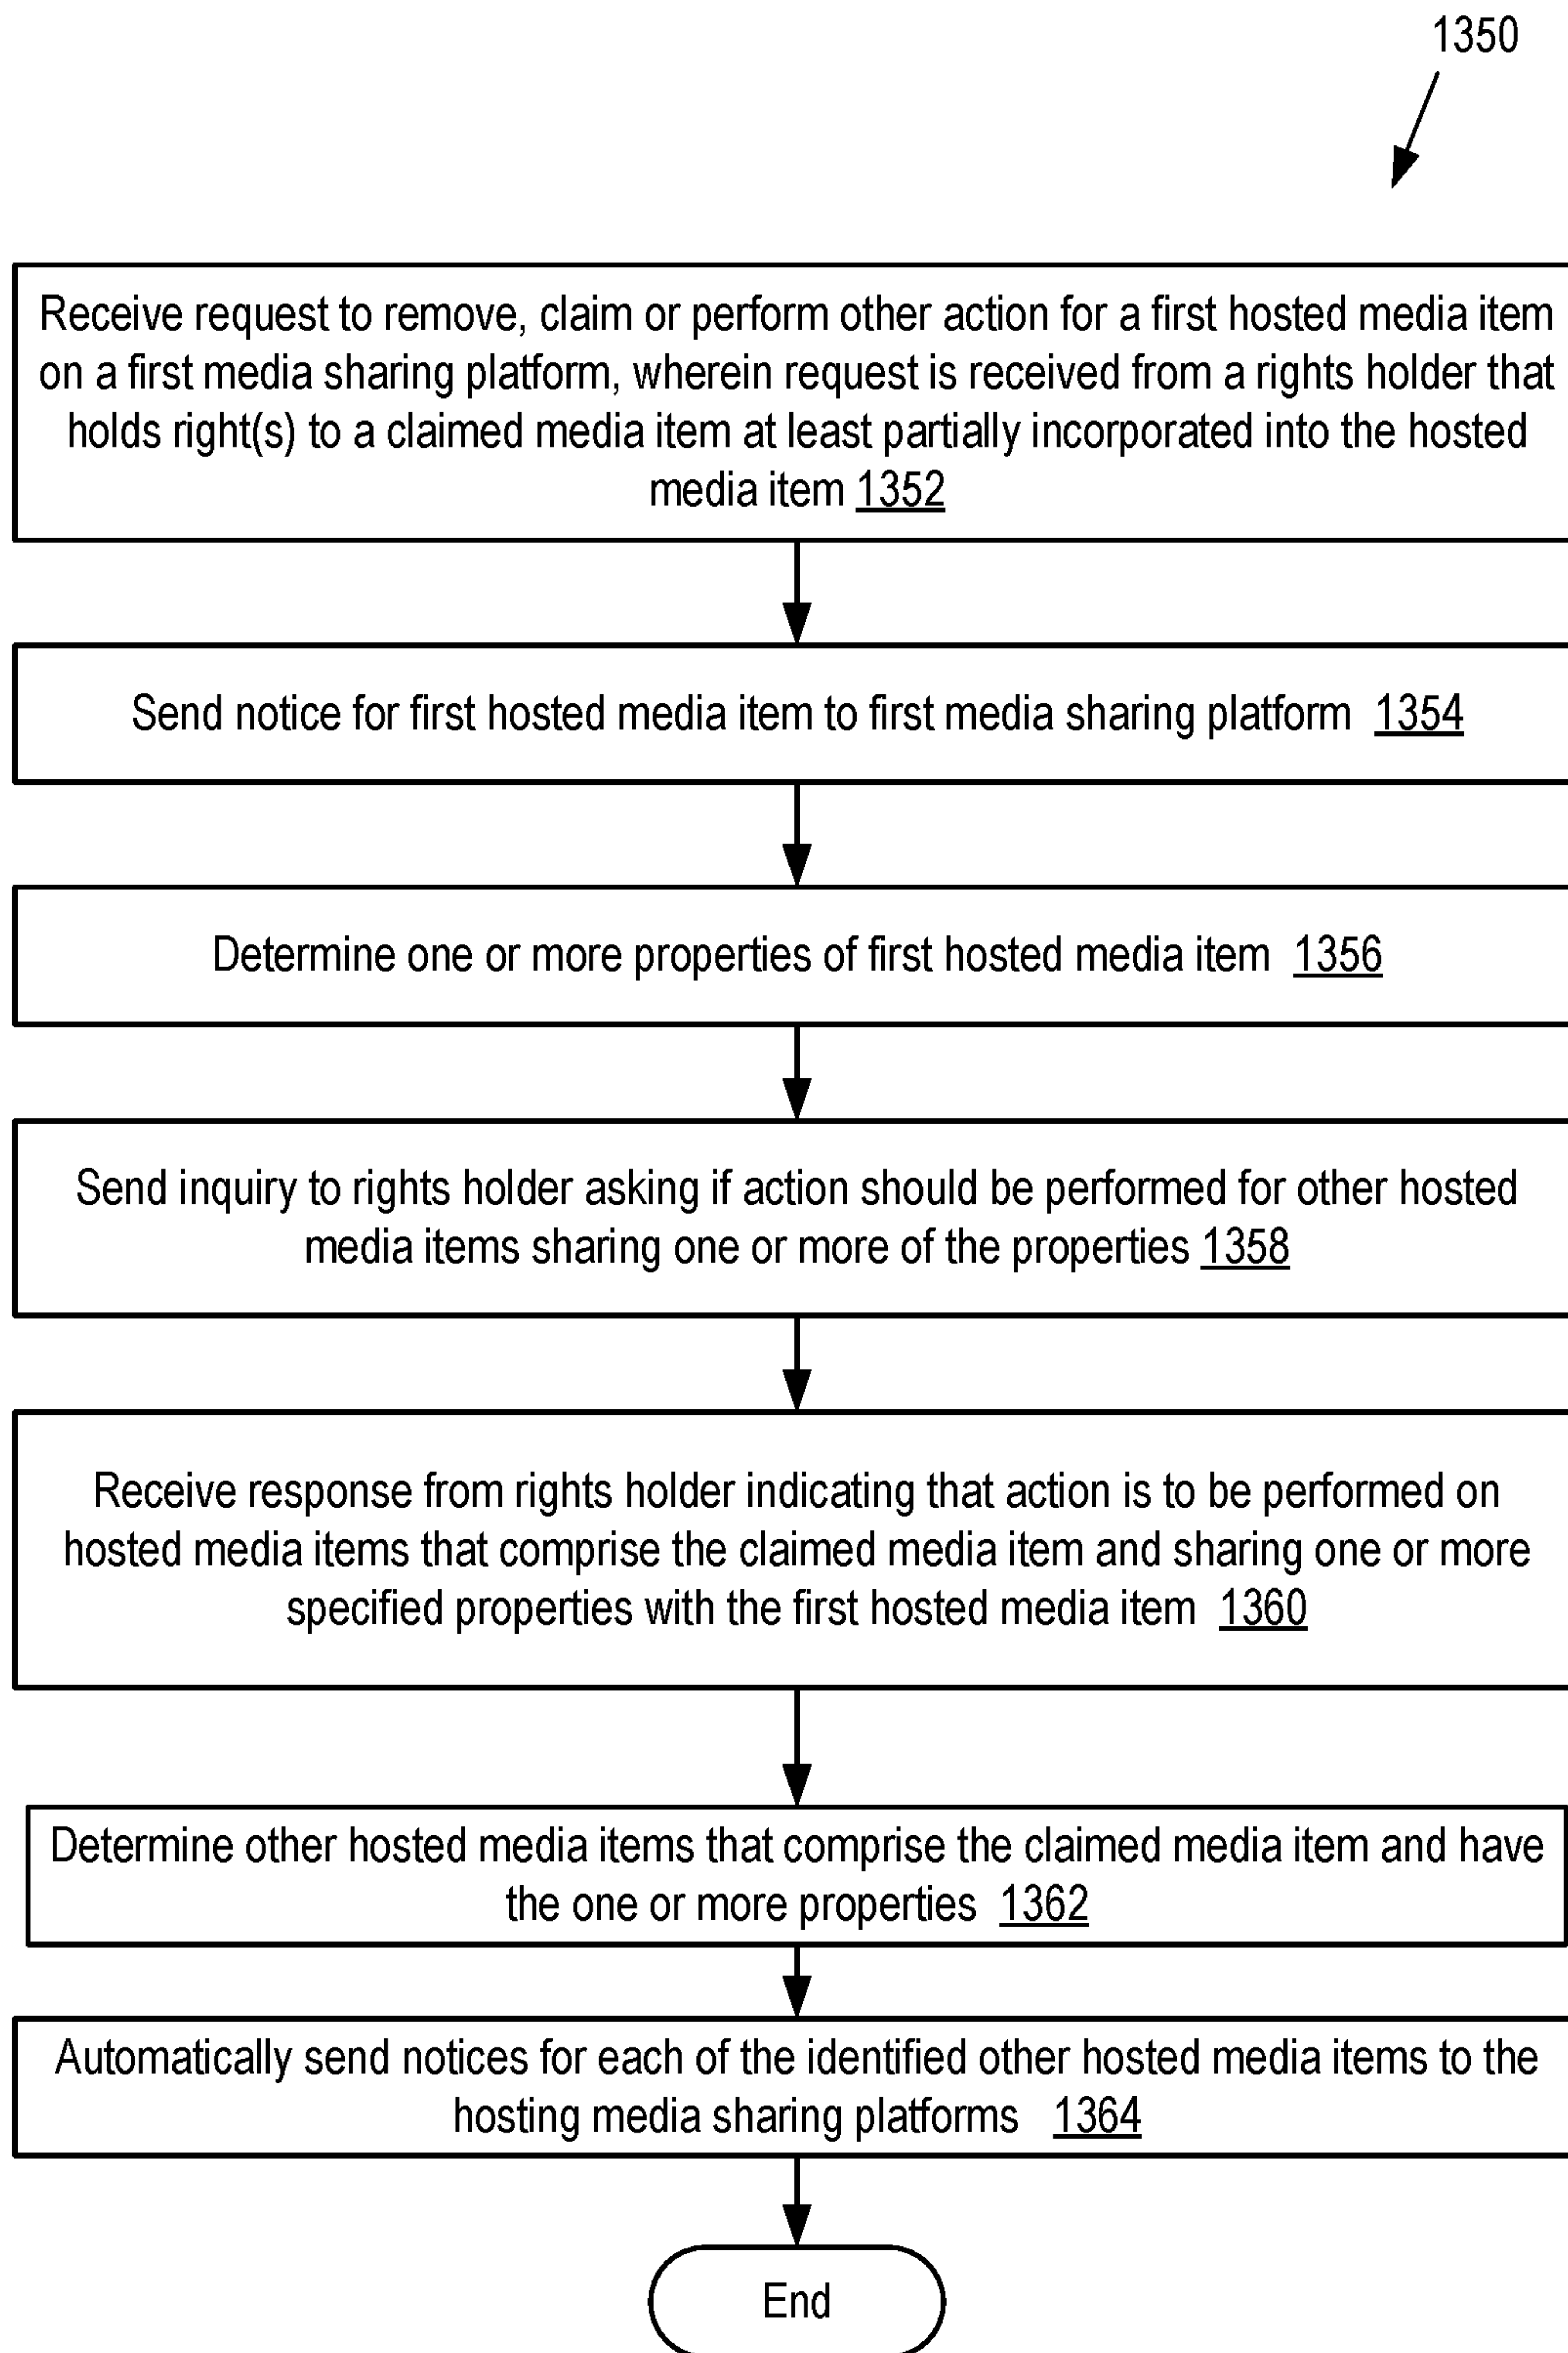 1350
Receive request to remove, claim or perform other action for a first hosted media item
on a first media sharing platform, wherein request is received from a rights holder that
holds right(s) to a claimed media item at least partially incorporated into the hosted
media item 1352
Send notice for first hosted media item to first media sharing platform 1354
Determine one or more properties of first hosted media item 1356
Send inquiry to rights holder asking if action should be performed for other hosted
media items sharing one or more of the properties 1358
Receive response from rights holder indicating that action is to be performed on
hosted media items that comprise the claimed media item and sharing one or more
specified properties with the first hosted media item 1360
Determine other hosted media items that comprise the claimed media item and have
the one or more properties 1362
Automatically send notices for each of the identified other hosted media items to the
hosting media sharing platforms 1364
End